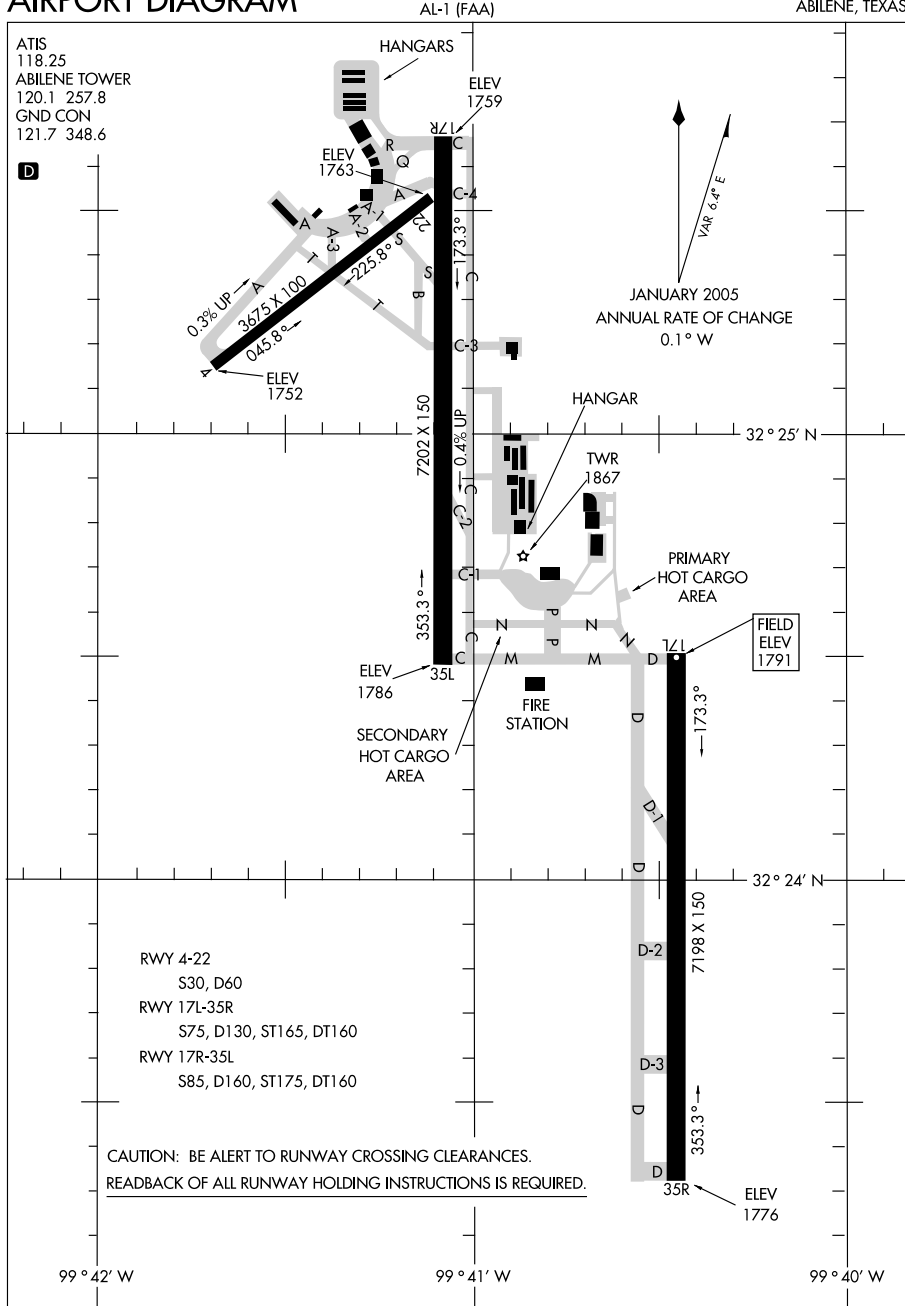 AIRPORT DIAGRAM
AL-1 (FAA)
ABILENE, TEXAS
ATIS
118.25
ABILENE TOWER
120.1 257.8
GND CON
121.7 348.6
D
HANGARS
ELEV
1759
17R
C
R
Q
ELEV
1763
A
C-4
A-1
A-2
22
A
A-3
S
173.3°
VAR 6.4° E
T
225.8°
S
C
A
0.3% UP
3675 X 100
B
T
045.8°
JANUARY 2005
ANNUAL RATE OF CHANGE
0.1° W
C-3
4
ELEV
1752
HANGAR
7202 X 150
0.4% UP
32° 25' N
TWR
1867
C
C-2
C-1
PRIMARY
HOT CARGO
AREA
353.3°
P
P
C
N
N
N
17L
FIELD
ELEV
1791
C
M
M
D
ELEV
1786
35L
FIRE
STATION
173.3°
D
SECONDARY
HOT CARGO
AREA
D-1
D
32° 24' N
7198 X 150
D-2
RWY 4-22
S30, D60
RWY 17L-35R
S75, D130, ST165, DT160
RWY 17R-35L
S85, D160, ST175, DT160
D-3
D
353.3°
CAUTION: BE ALERT TO RUNWAY CROSSING CLEARANCES.
READBACK OF ALL RUNWAY HOLDING INSTRUCTIONS IS REQUIRED.
D
35R
ELEV
1776
99° 42' W
99° 41' W
99° 40' W